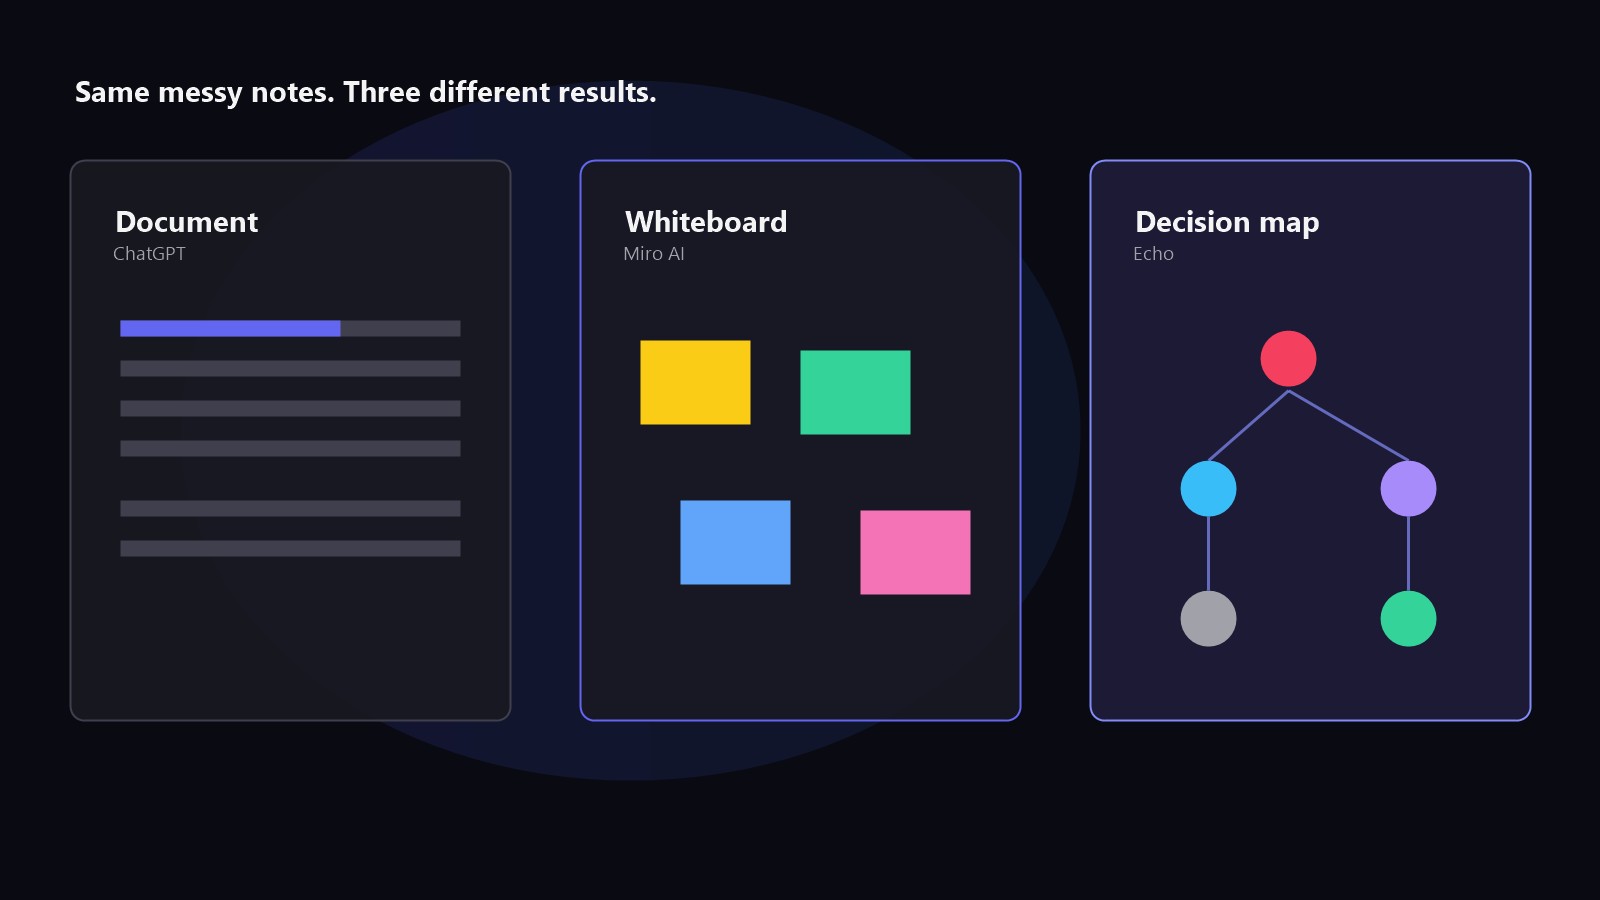 Same messy notes. Three different results.
Document
ChatGPT
Whiteboard
Miro AI
Decision map
Echo